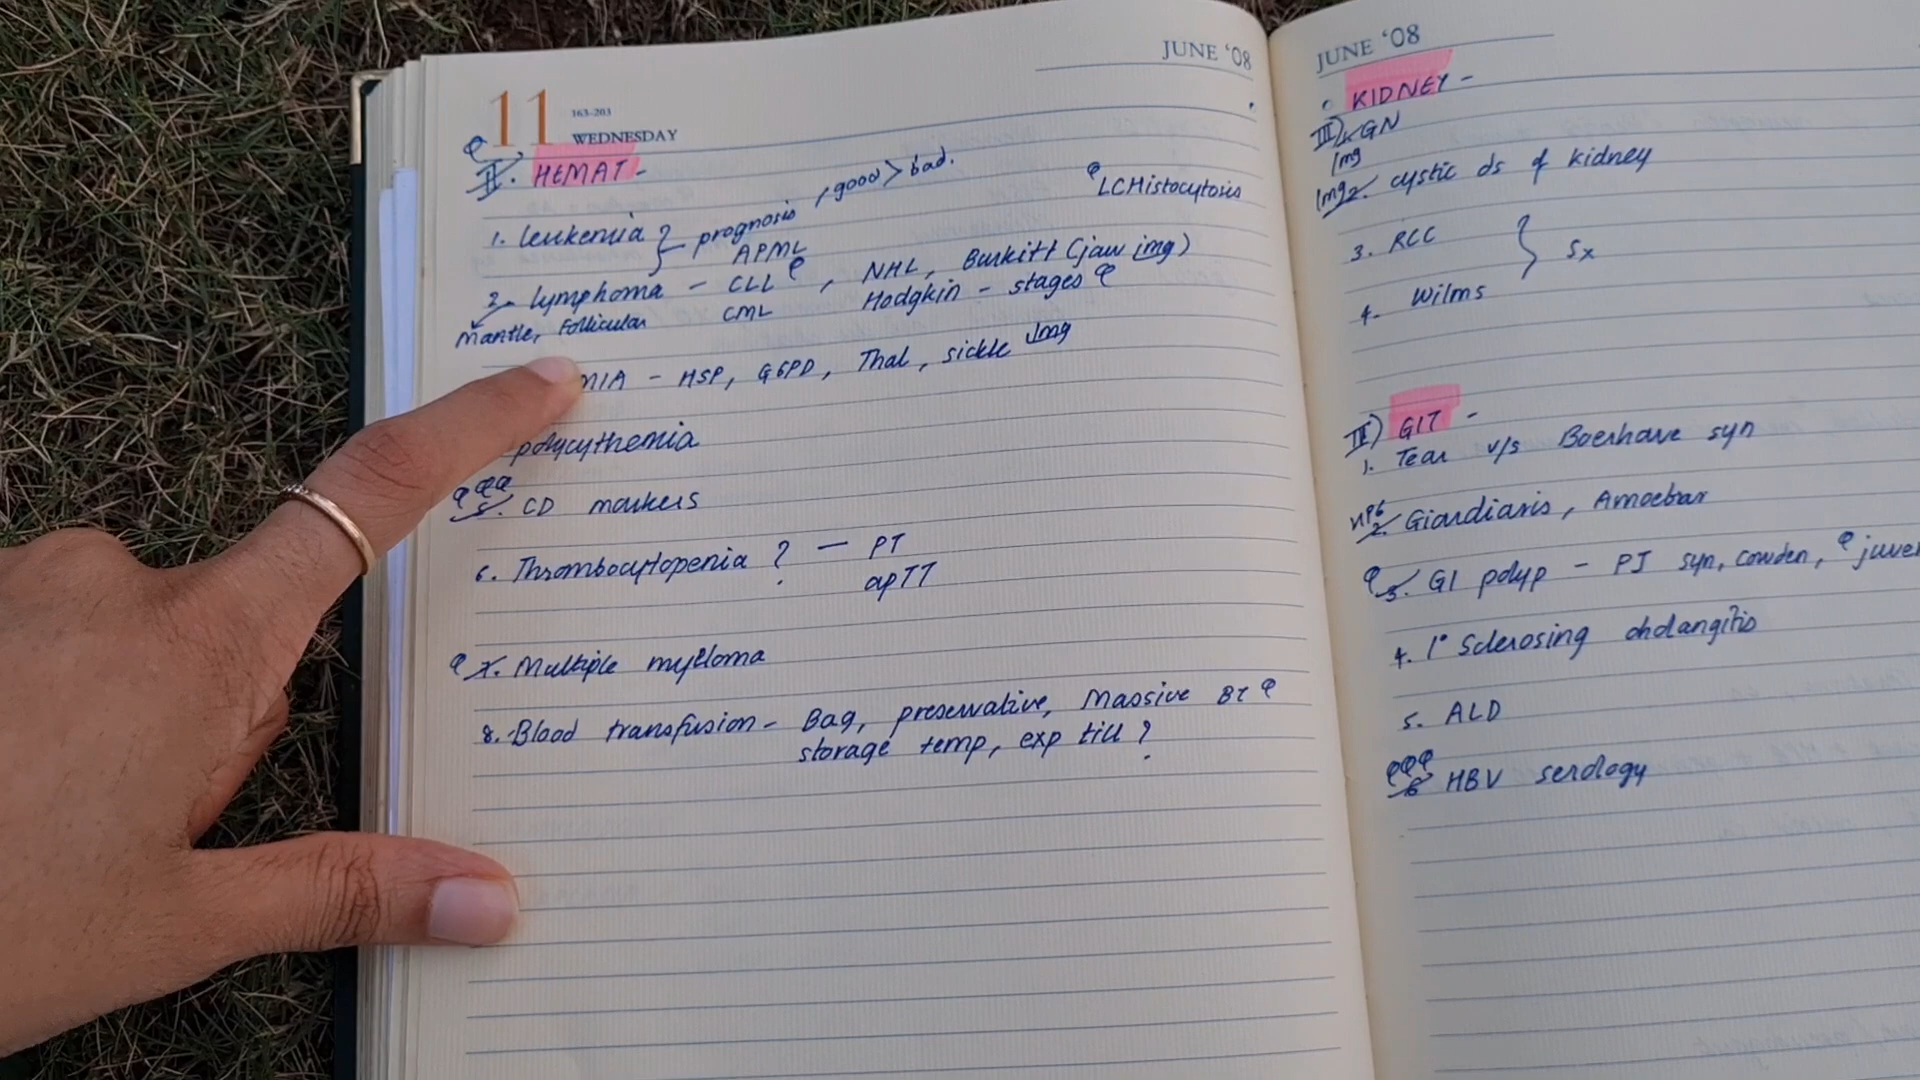 JUNE '08
11
163-203
WEDNESDAY
Q
II. HEMAT -
1. Leukemia } prognosis, good > bad.
Q LCHistocytosis
APML
2. Lymphoma - CLL Q, NHL, Burkitt (jaw img)
Mantle, Follicular CML Hodgkin - stages Q
MIA - HSP, G6PD, Thal, sickle Img
polycythemia
QQQ
5. CD markers
6. Thrombocytopenia ? - PT
apTT
Q 7. Multiple myeloma
8. Blood transfusion - Bag, preservative, Massive BT Q
storage temp, exp till ?
JUNE '08
KIDNEY -
III) GN
Img
Img 2. cystic ds of kidney
3. RCC } Sx
4. Wilms
GIT -
1. Tear v/s Boerhave syn
2. Giardiaris, Amoebar
Q 3. GI polyp - PJ syn, Cowden, Q juve
4. 1° Sclerosing cholangitis
5. ALD
QQQ
6 HBV serology